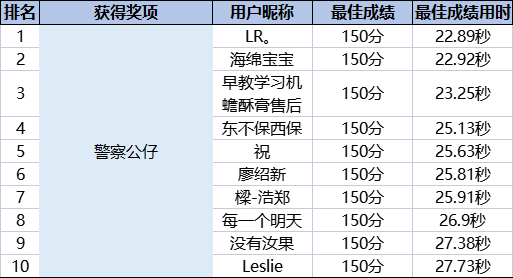 排名 获得奖项 用户昵称 最佳成绩 最佳成绩用时
1 LR。 150分 22.89秒
2 海绵宝宝 150分 22.92秒
3 早教学习机 150分 23.25秒
蟾酥膏售后
4 东不保西保 150分 25.13秒
警察公仔
5 祝 150分 25.63秒
6 廖绍新 150分 25.81秒
7 樑-浩郑 150分 25.91秒
8 每一个明天 150分 26.9秒
9 没有汝果 150分 27.38秒
10 Leslie 150分 27.73秒